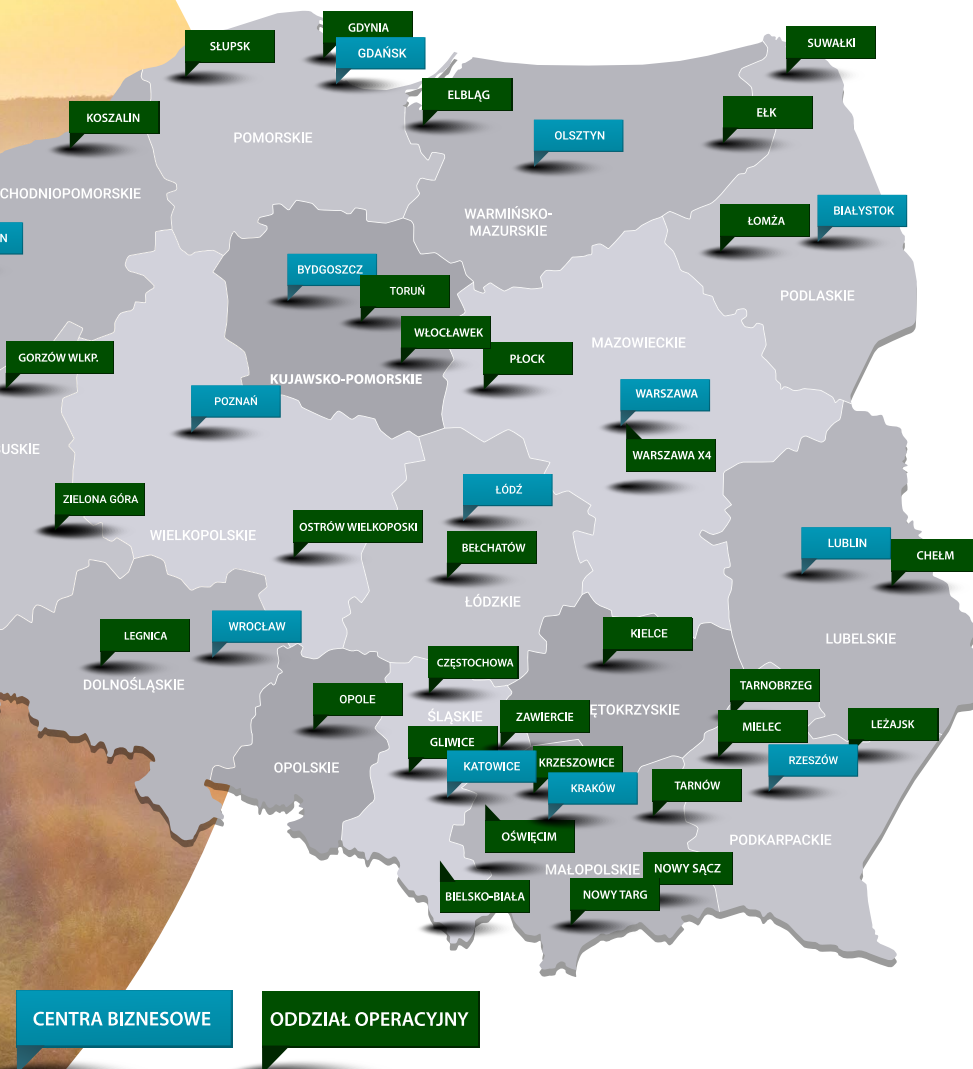 GDYNIA
SŁUPSK
GDAŃSK
SUWAŁKI
ELBLĄG
KOSZALIN
EŁK
OLSZTYN
POMORSKIE
CHODNIOPOMORSKIE
WARMIŃSKO-
MAZURSKIE
ŁOMŻA
BIAŁYSTOK
N
BYDGOSZCZ
TORUŃ
PODLASKIE
WŁOCŁAWEK
MAZOWIECKIE
GORZÓW WLKP.
PŁOCK
KUJAWSKO-POMORSKIE
POZNAŃ
WARSZAWA
USKIE
WARSZAWA X4
ŁÓDŹ
ZIELONA GÓRA
OSTRÓW WIELKOPOSKI
WIELKOPOLSKIE
BEŁCHATÓW
LUBLIN
CHEŁM
ŁÓDZKIE
LEGNICA
WROCŁAW
KIELCE
LUBELSKIE
CZĘSTOCHOWA
DOLNOŚLĄSKIE
TARNOBRZEG
OPOLE
ŚLĄSKIE
ZAWIERCIE
ĘTOKRZYSKIE
MIELEC
LEŻAJSK
GLIWICE
KATOWICE
KRZESZOWICE
RZESZÓW
OPOLSKIE
KRAKÓW
TARNÓW
OŚWIĘCIM
PODKARPACKIE
MAŁOPOLSKIE
NOWY SĄCZ
BIELSKO-BIAŁA
NOWY TARG
CENTRA BIZNESOWE
ODDZIAŁ OPERACYJNY